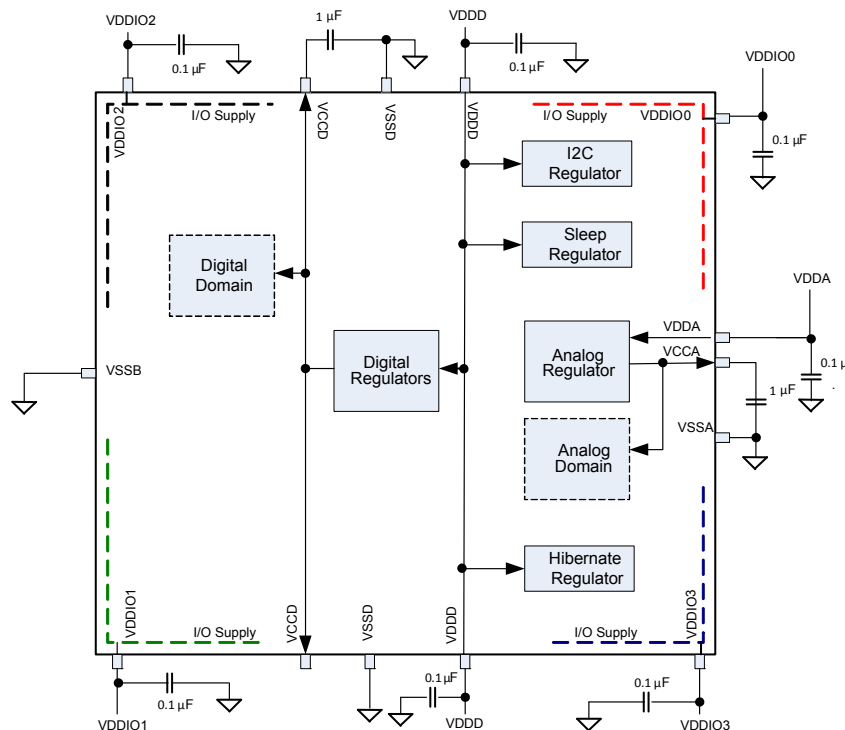 VDDIO2
1 µF
VDDD
0.1 µF
0.1 µF
VDDIO0
0.1 µF
VDDIO2
I/O Supply
VCCD
VSSD
VDDD
I/O Supply
VDDIO0
I2C
Regulator
Sleep
Regulator
Digital
Domain
VDDA
VDDA
VSSB
Digital
Regulators
Analog
Regulator
VCCA
0.1 µ
.
1 µF
VSSA
Analog
Domain
Hibernate
Regulator
VDDIO1
I/O Supply
VCCD
VSSD
VDDD
I/O Supply
VDDIO3
0.1 µF
0.1 µF
0.1 µF
VDDIO1
VDDD
VDDIO3